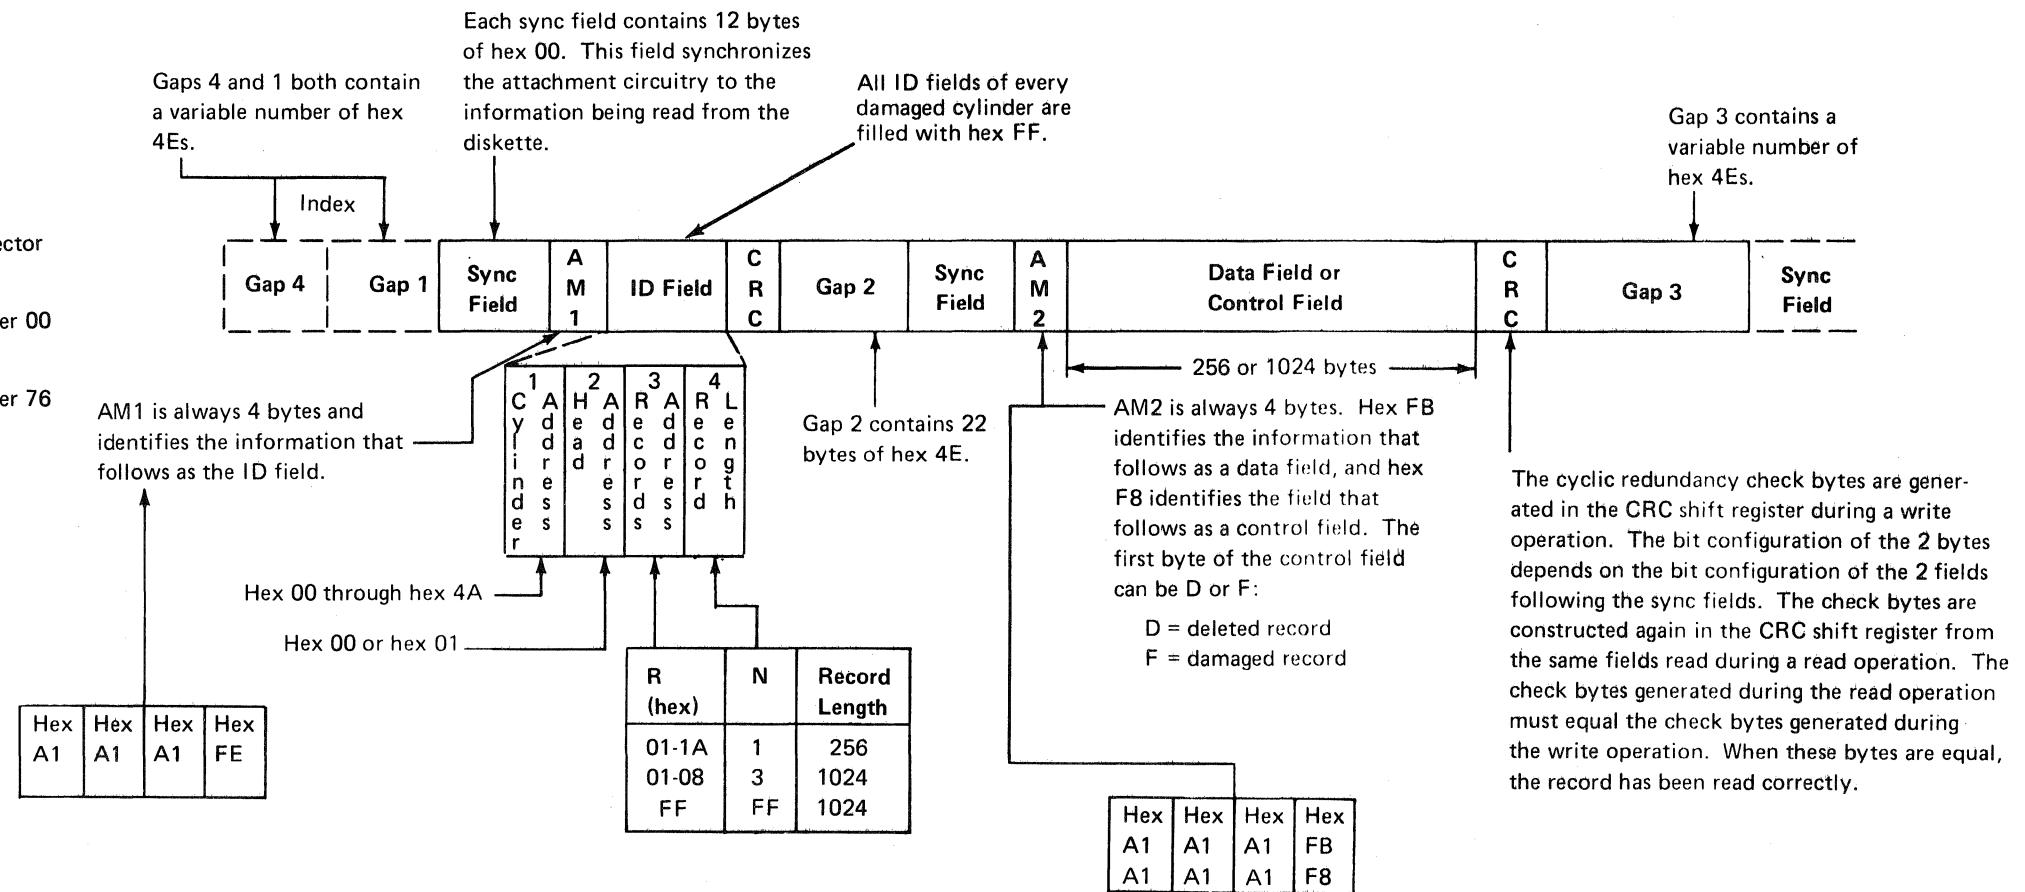 Each sync field contains 12 bytes
of hex 00. This field synchronizes
the attachment circuitry to the
information being read from the
diskette.
Gaps 4 and 1 both contain
a variable number of hex
4Es.
All ID fields of every
damaged cylinder are
filled with hex FF.
Gap 3 contains a
variable number of
hex 4Es.
Index
ector
er 00
er 76
Gap 4
Gap 1
Sync
Field
A
M
1
ID Field
C
R
C
Gap 2
Sync
Field
A
M
2
Data Field or
Control Field
C
R
C
Gap 3
Sync
Field
256 or 1024 bytes
AM1 is always 4 bytes and
identifies the information that
follows as the ID field.
1
Cylinder Address
2
Head Address
3
Records Address
4
Record Length
Gap 2 contains 22
bytes of hex 4E.
AM2 is always 4 bytes. Hex FB
identifies the information that
follows as a data field, and hex
F8 identifies the field that
follows as a control field. The
first byte of the control field
can be D or F:
D = deleted record
F = damaged record
The cyclic redundancy check bytes are gener-
ated in the CRC shift register during a write
operation. The bit configuration of the 2 bytes
depends on the bit configuration of the 2 fields
following the sync fields. The check bytes are
constructed again in the CRC shift register from
the same fields read during a read operation. The
check bytes generated during the read operation
must equal the check bytes generated during
the write operation. When these bytes are equal,
the record has been read correctly.
Hex 00 through hex 4A
Hex 00 or hex 01
R N Record
(hex) Length
01-1A 1 256
01-08 3 1024
FF FF 1024
Hex Hex Hex Hex
A1 A1 A1 FE
Hex Hex Hex Hex
A1 A1 A1 FB
A1 A1 A1 F8